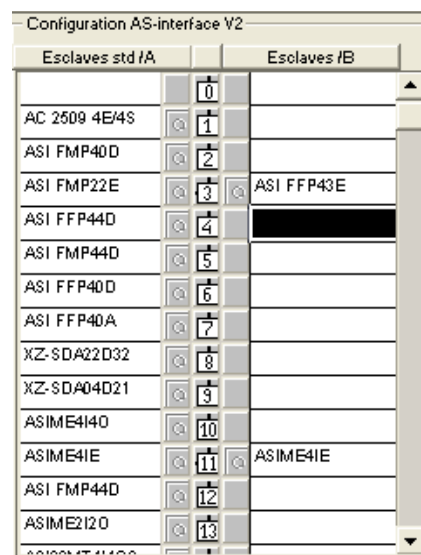 Configuration AS-interface V2
Esclaves std /A Esclaves /B
0
AC 2509 4E/4S 1
ASI FMP40D 2
ASI FMP22E 3 ASI FFP43E
ASI FFP44D 4
ASI FMP44D 5
ASI FFP40D 6
ASI FFP40A 7
XZ-SDA22D32 8
XZ-SDA04D21 9
ASIME4I4O 10
ASIME4IE 11 ASIME4IE
ASI FMP44D 12
ASIME2I2O 13